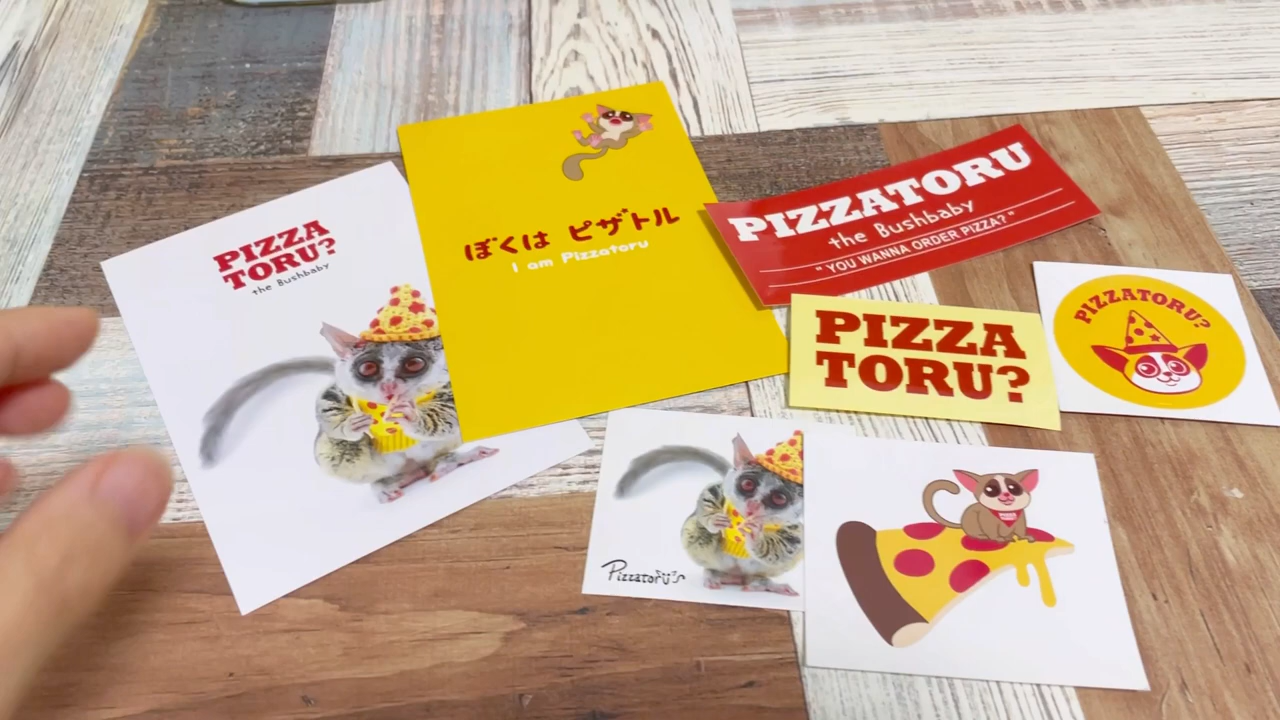 PIZZA
TORU?
the Bushbaby
ぼくは ピザトル
I am Pizzatoru
PIZZATORU
the Bushbaby
"YOU WANNA ORDER PIZZA?"
PIZZA
TORU?
PIZZATORU?